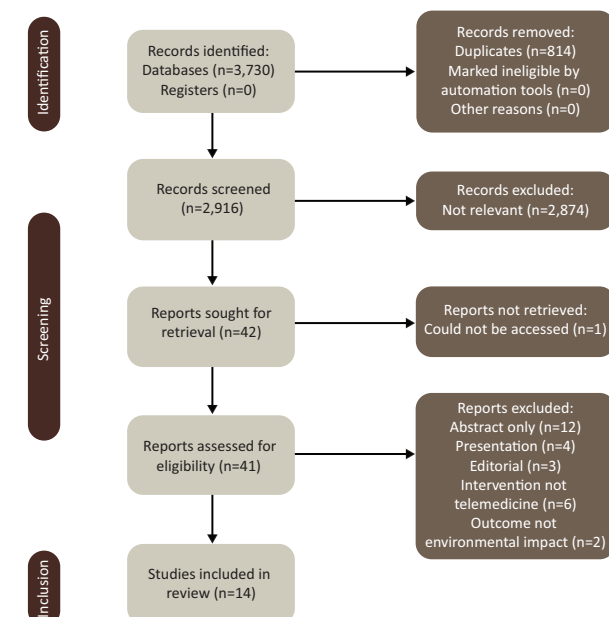 Identification
Records identified:
Databases (n=3,730)
Registers (n=0)
Records removed:
Duplicates (n=814)
Marked ineligible by
automation tools (n=0)
Other reasons (n=0)
Screening
Records screened
(n=2,916)
Records excluded:
Not relevant (n=2,874)
Reports sought for
retrieval (n=42)
Reports not retrieved:
Could not be accessed (n=1)
Reports assessed for
eligibility (n=41)
Reports excluded:
Abstract only (n=12)
Presentation (n=4)
Editorial (n=3)
Intervention not
telemedicine (n=6)
Outcome not
environmental impact (n=2)
Inclusion
Studies included in
review (n=14)